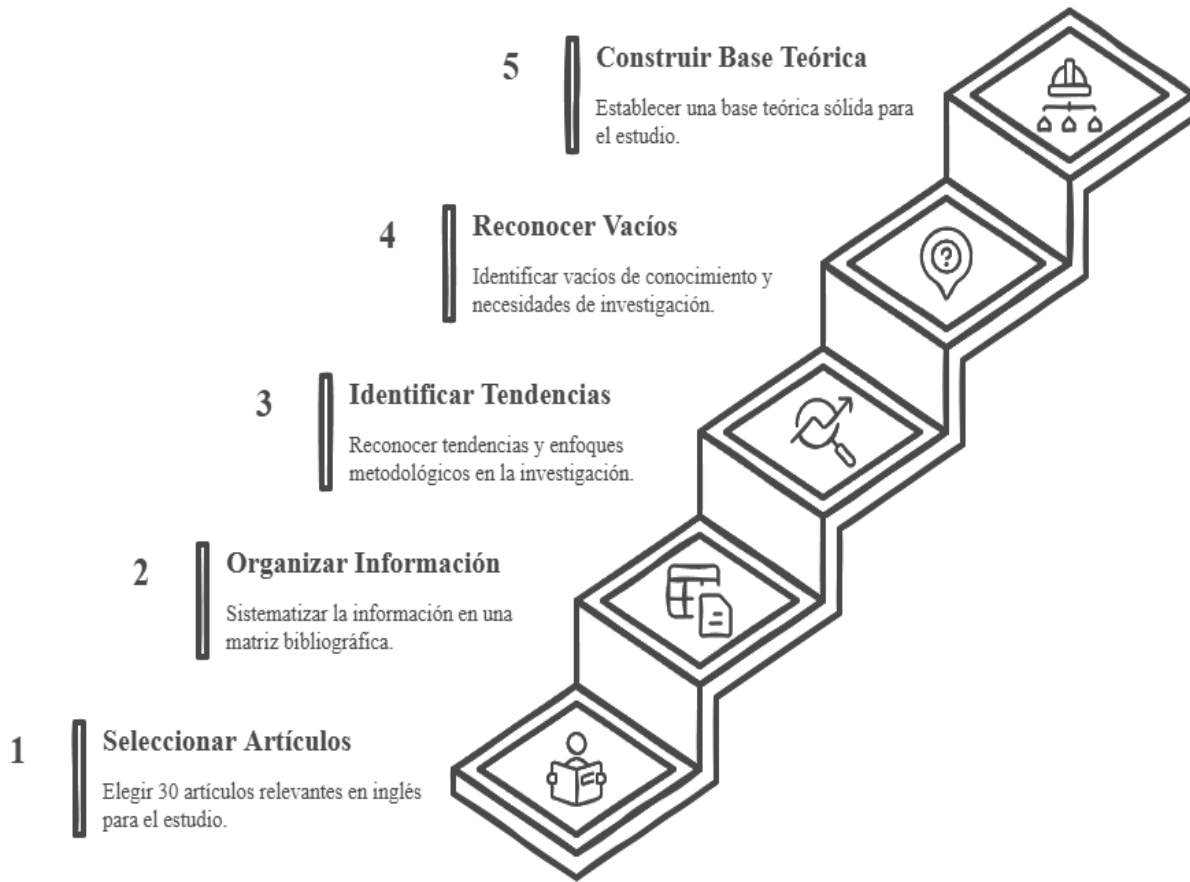 5
Construir Base Teórica
Establecer una base teórica sólida para
el estudio.
4
Reconocer Vacíos
Identificar vacíos de conocimiento y
necesidades de investigación.
3
Identificar Tendencias
Reconocer tendencias y enfoques
metodológicos en la investigación.
2
Organizar Información
Sistematizar la información en una
matriz bibliográfica.
1
Seleccionar Artículos
Elegir 30 artículos relevantes en inglés
para el estudio.
?